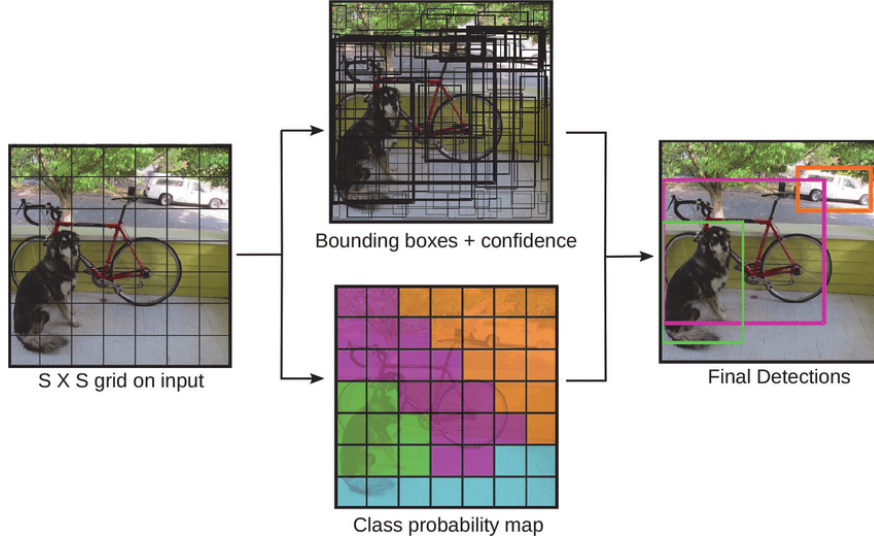 S X S grid on input
Bounding boxes + confidence
Class probability map
Final Detections